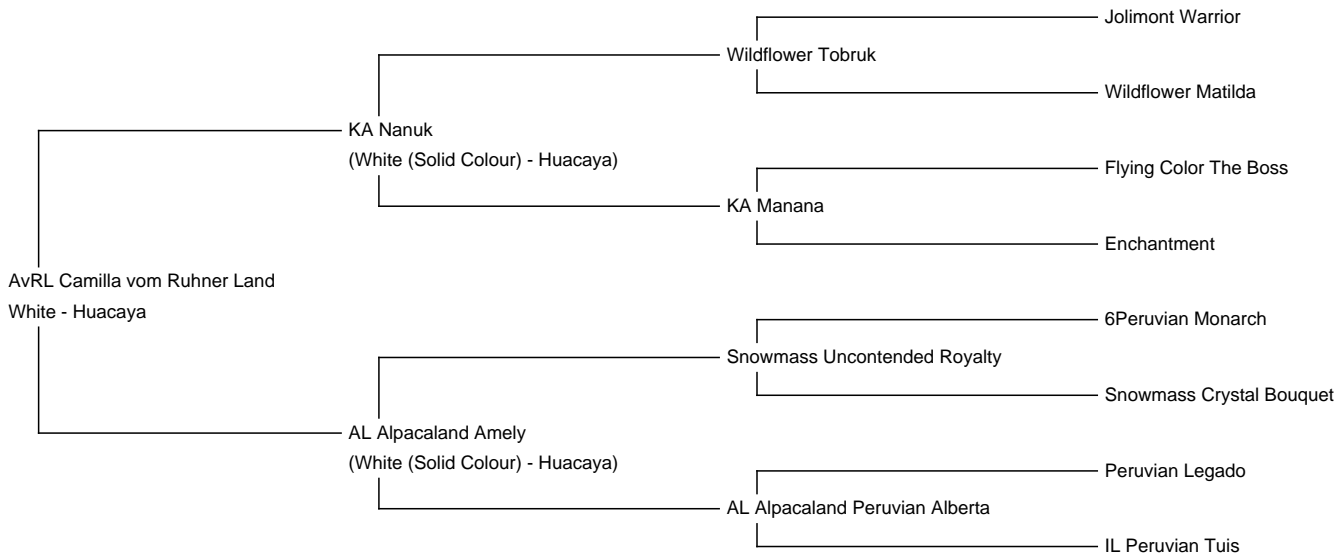 Jolimont Warrior
Wildflower Tobruk
Wildflower Matilda
KA Nanuk
(White (Solid Colour) - Huacaya)
Flying Color The Boss
KA Manana
Enchantment
AvRL Camilla vom Ruhner Land
White - Huacaya
6Peruvian Monarch
Snowmass Uncontended Royalty
Snowmass Crystal Bouquet
AL Alpacaland Amely
(White (Solid Colour) - Huacaya)
Peruvian Legado
AL Alpacaland Peruvian Alberta
IL Peruvian Tuis